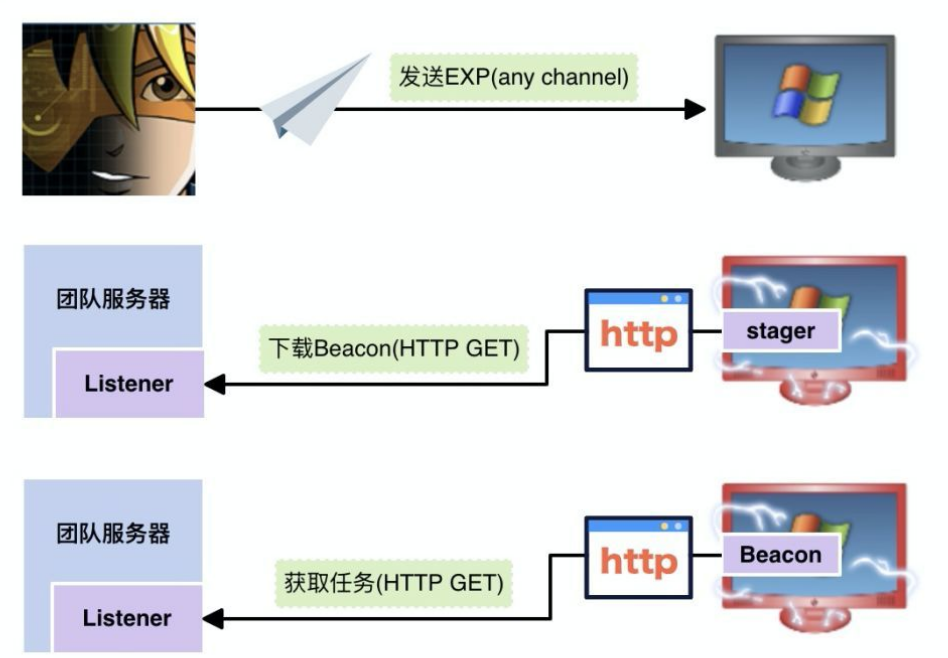 发送EXP(any channel)
团队服务器
http
stager
下载Beacon(HTTP GET)
Listener
团队服务器
http
Beacon
获取任务(HTTP GET)
Listener